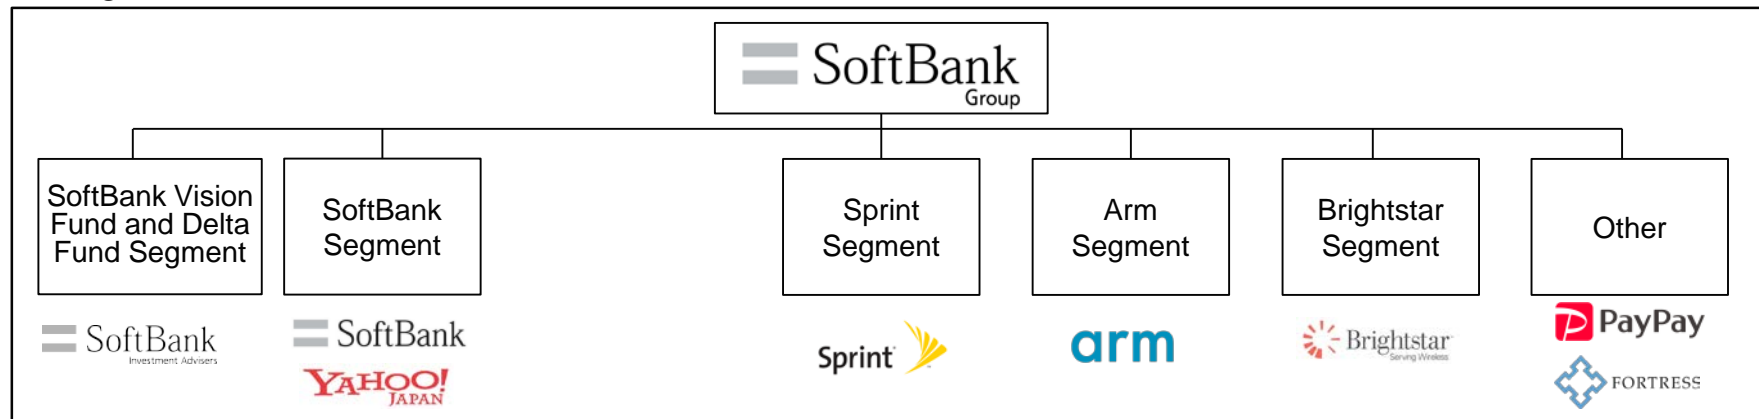 SoftBank
Group
SoftBank Vision
Fund and Delta
Fund Segment
SoftBank
Segment
Sprint
Segment
Arm
Segment
Brightstar
Segment
Other
SoftBank
Investment Advisers
SoftBank
YAHOO!
JAPAN
Sprint
arm
Brightstar
Serving Wireless
PayPay
FORTRESS